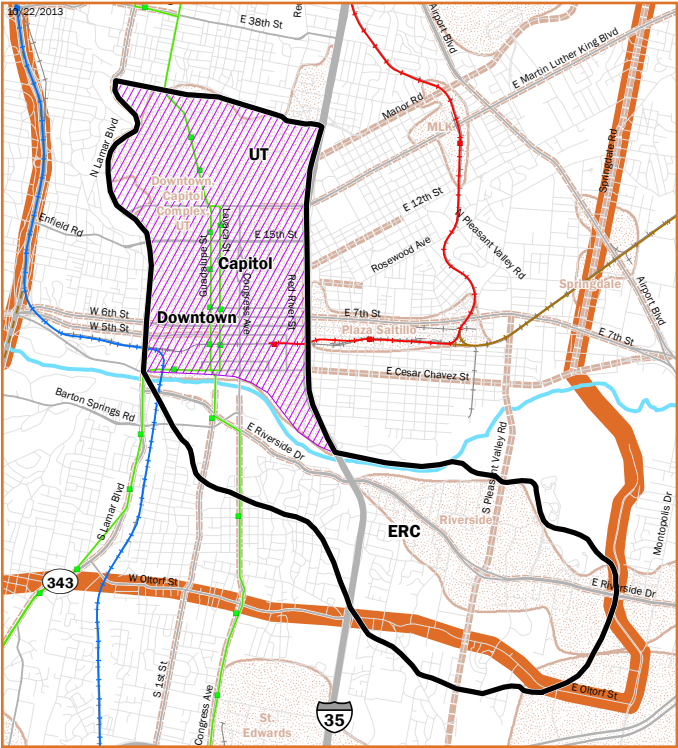 10/22/2013
E 38th St
Re
Airport Blvd
E Martin Luther King Blvd
Manor Rd
MLK
N Lamar Blvd
UT
Springdale Rd
Downtown,
Capitol
Complex,
UT
E 12th St
N Pleasant Valley Rd
Enfield Rd
Guadalupe St
Lavaca St
E 15th St
Rosewood Ave
Capitol
Congress Ave
Red River St
Springdale
Airport Blvd
W 6th St
W 5th St
Downtown
E 7th St
Plaza Saltillo
E 7th St
E Cesar Chavez St
Barton Springs Rd
E Riverside Dr
S Pleasant Valley Rd
S Lamar Blvd
ERC
Riverside
Montopolis Dr
343
W Oltorf St
E Riverside Dr
S 1st St
Congress Ave
E Oltorf St
St.
Edwards
35